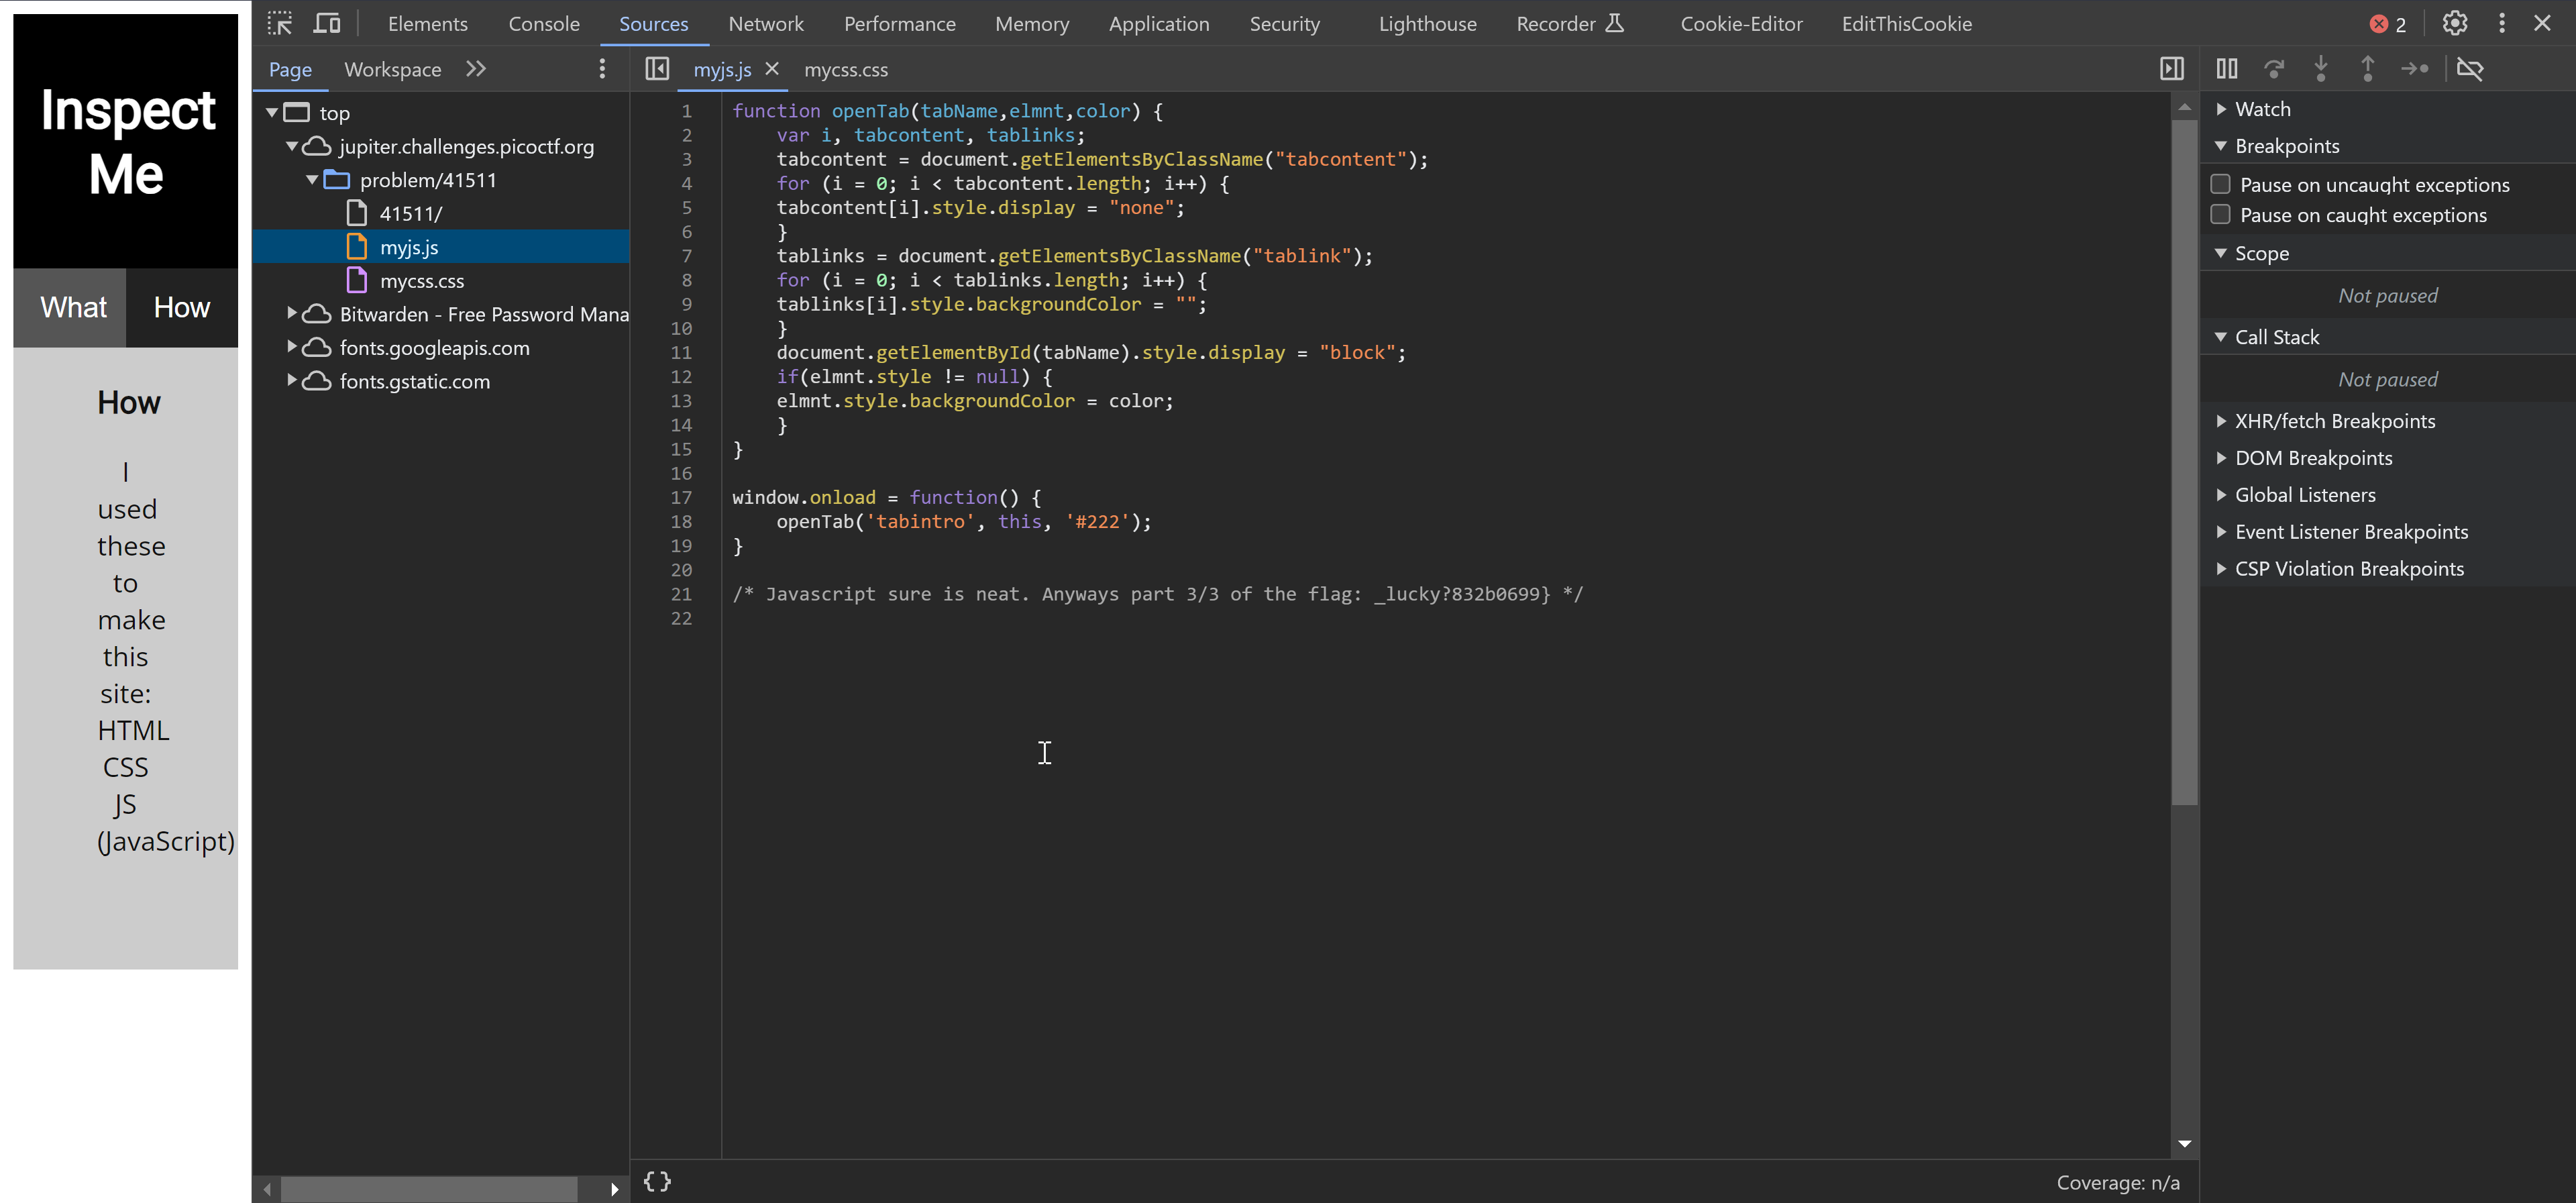 Inspect
Me
What How
How
I
used
these
to
make
this
site:
HTML
CSS
JS
(JavaScript)
Elements Console Sources Network Performance Memory Application Security Lighthouse Recorder Cookie-Editor EditThisCookie 2
Page Workspace
top
jupiter.challenges.picoctf.org
problem/41511
41511/
myjs.js
mycss.css
Bitwarden - Free Password Mana
fonts.googleapis.com
fonts.gstatic.com
myjs.js mycss.css
1 function openTab(tabName,elmnt,color) {
2 var i, tabcontent, tablinks;
3 tabcontent = document.getElementsByClassName("tabcontent");
4 for (i = 0; i < tabcontent.length; i++) {
5 tabcontent[i].style.display = "none";
6 }
7 tablinks = document.getElementsByClassName("tablink");
8 for (i = 0; i < tablinks.length; i++) {
9 tablinks[i].style.backgroundColor = "";
10 }
11 document.getElementById(tabName).style.display = "block";
12 if(elmnt.style != null) {
13 elmnt.style.backgroundColor = color;
14 }
15 }
16
17 window.onload = function() {
18 openTab('tabintro', this, '#222');
19 }
20
21 /* Javascript sure is neat. Anyways part 3/3 of the flag: _lucky?832b0699} */
22
{}
Coverage: n/a
Watch
Breakpoints
Pause on uncaught exceptions
Pause on caught exceptions
Scope
Not paused
Call Stack
Not paused
XHR/fetch Breakpoints
DOM Breakpoints
Global Listeners
Event Listener Breakpoints
CSP Violation Breakpoints